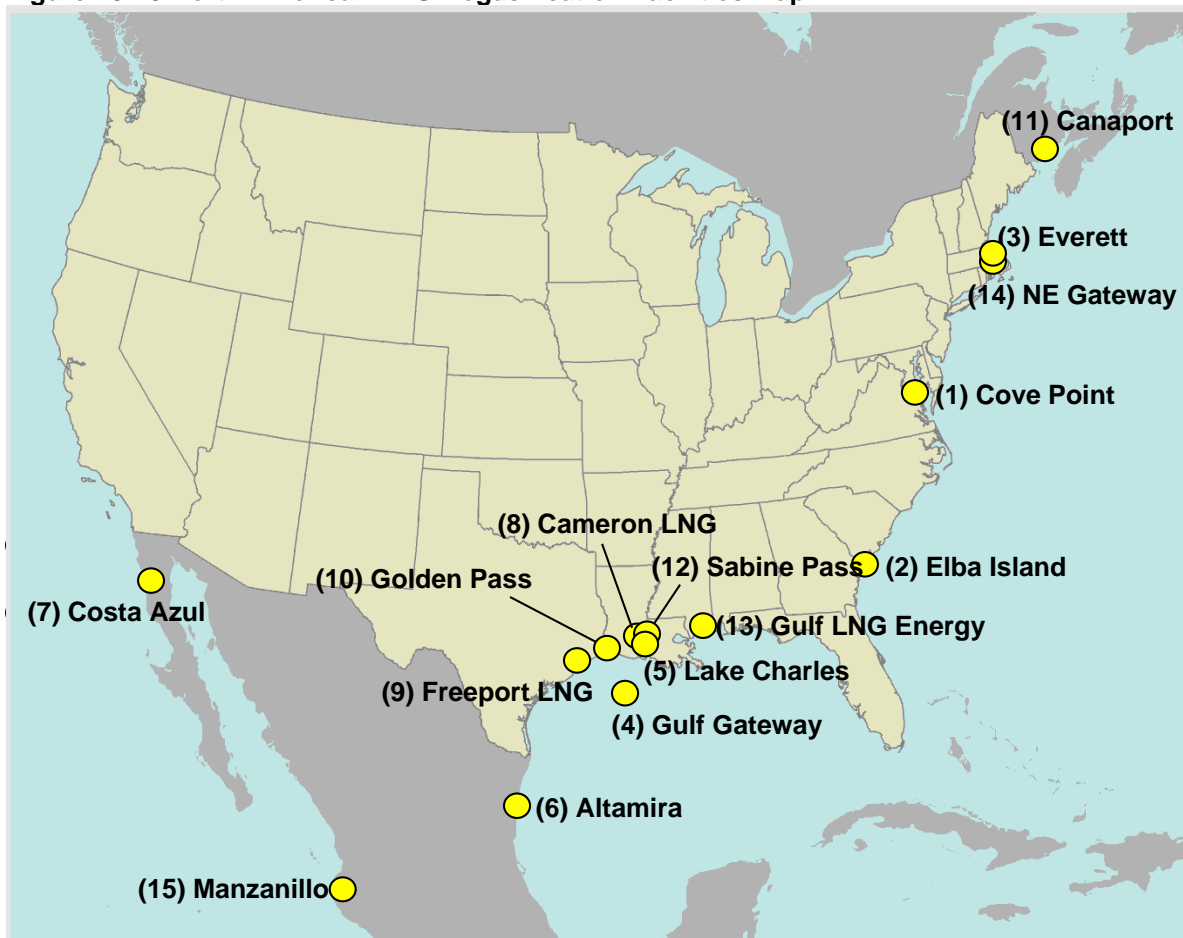 (11) Canaport
(3) Everett
(14) NE Gateway
(1) Cove Point
(8) Cameron LNG
(12) Sabine Pass
(2) Elba Island
(10) Golden Pass
(7) Costa Azul
(13) Gulf LNG Energy
(5) Lake Charles
(9) Freeport LNG
(4) Gulf Gateway
(6) Altamira
(15) Manzanillo